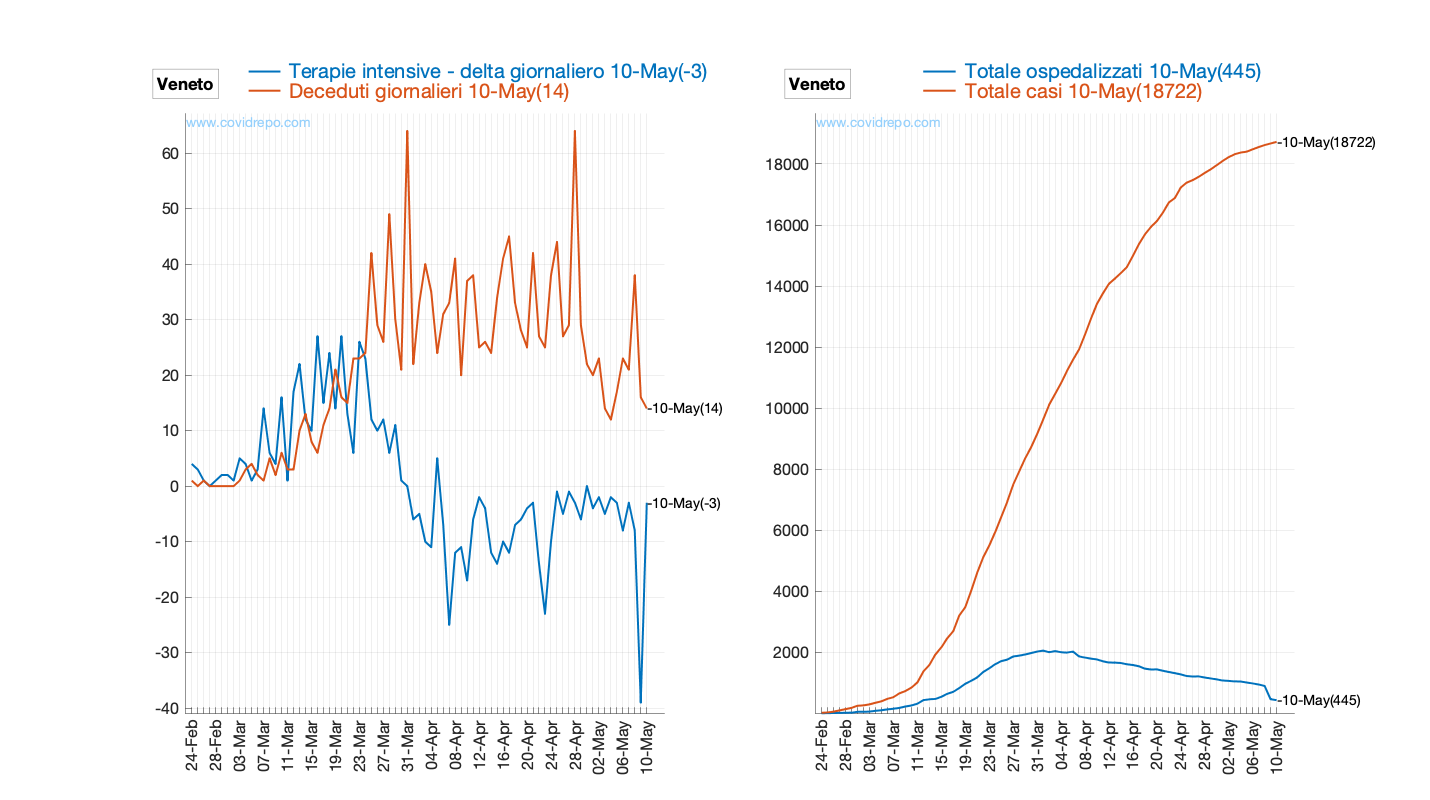 Veneto
Terapie intensive - delta giornaliero 10-May(-3)
Deceduti giornalieri 10-May(14)
www.covidrepo.com
60
50
40
30
20
10
0
-10
-20
-30
-40
10-May(14)
10-May(-3)
24-Feb
28-Feb
03-Mar
07-Mar
11-Mar
15-Mar
19-Mar
23-Mar
27-Mar
31-Mar
04-Apr
08-Apr
12-Apr
16-Apr
20-Apr
24-Apr
28-Apr
02-May
06-May
10-May
Veneto
Totale ospedalizzati 10-May(445)
Totale casi 10-May(18722)
www.covidrepo.com
18000
16000
14000
12000
10000
8000
6000
4000
2000
10-May(18722)
10-May(445)
24-Feb
28-Feb
03-Mar
07-Mar
11-Mar
15-Mar
19-Mar
23-Mar
27-Mar
31-Mar
04-Apr
08-Apr
12-Apr
16-Apr
20-Apr
24-Apr
28-Apr
02-May
06-May
10-May